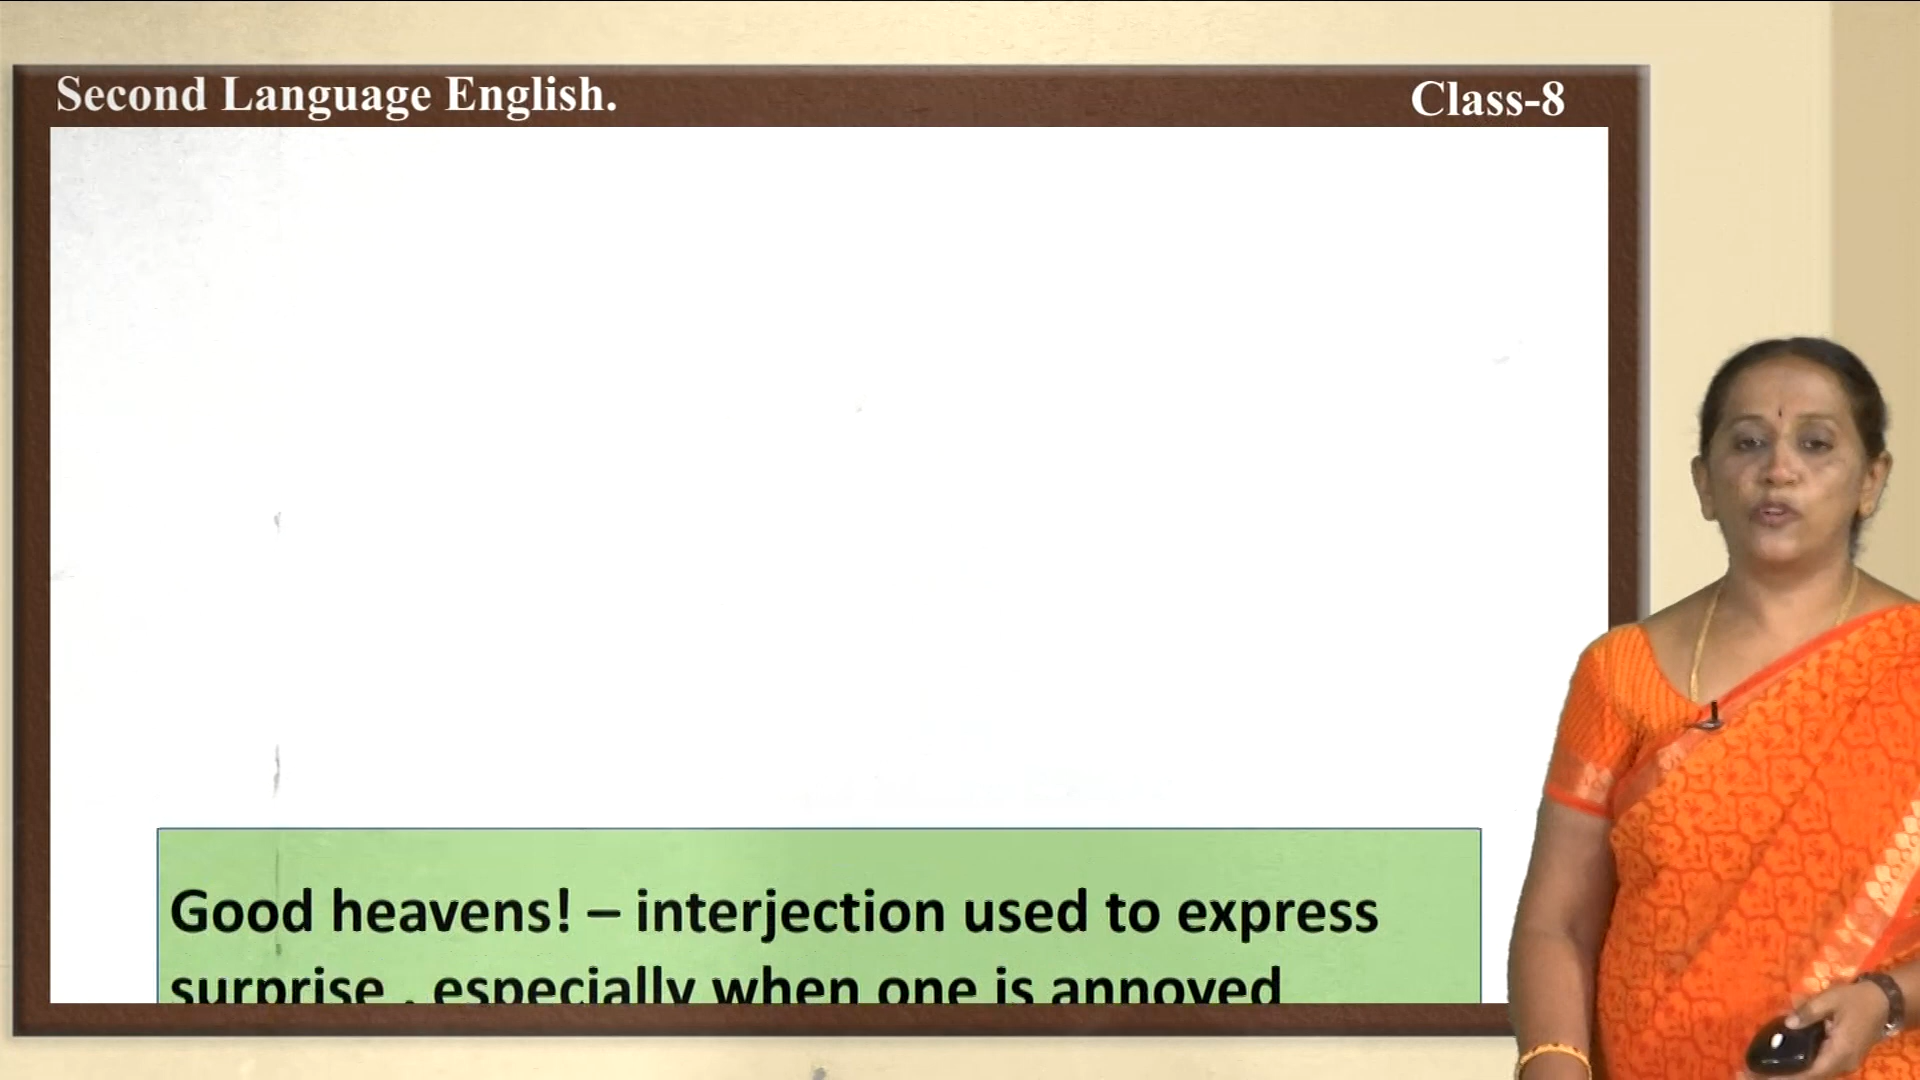 Second Language English.
Class-8
Good heavens! – interjection used to express
surprise , especially when one is annoyed